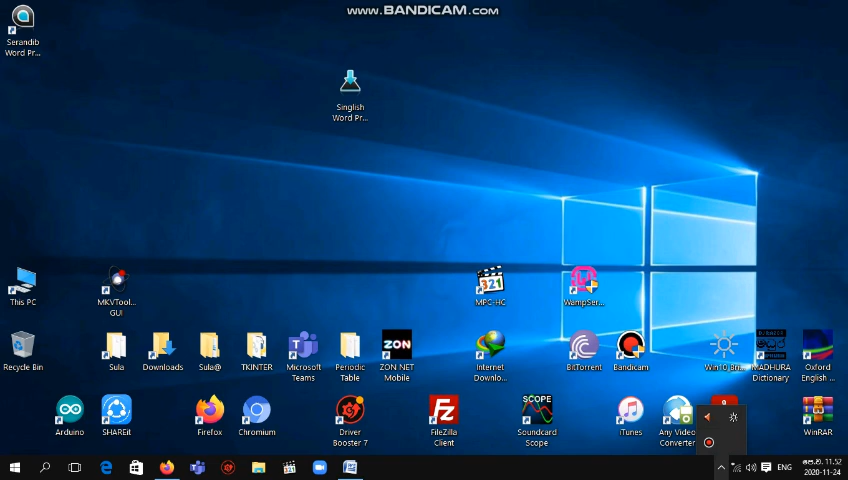 WWW.BANDICAM.COM
Serandib
Word Pr...
Singlish
Word Pr...
This PC
MKVTool...
GUI
321
MPC-HC
WampSer...
Recycle Bin
Sula
Downloads
Sula@
TKINTER
Microsoft
Teams
Periodic
Table
ZON
ZON NET
Mobile
Internet
Downlo...
BitTorrent
Bandicam
Win10_Bri...
MADHURA
Dictionary
Oxford
English ...
Arduino
SHAREit
Firefox
Chromium
Driver
Booster 7
Fz
FileZilla
Client
SCOPE
Soundcard
Scope
iTunes
Any Video
Converter
WinRAR
ENG
පෙ.ව. 11.52
2020-11-24